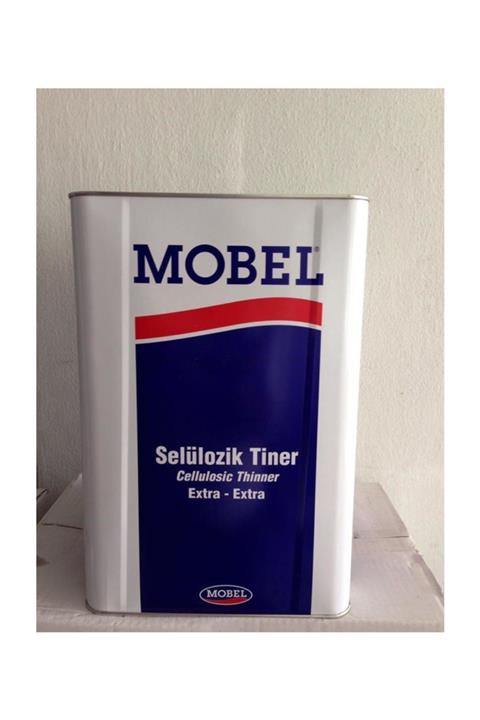 MOBEL
Selülozik Tiner
Cellulosic Thinner
Extra - Extra
MOBEL